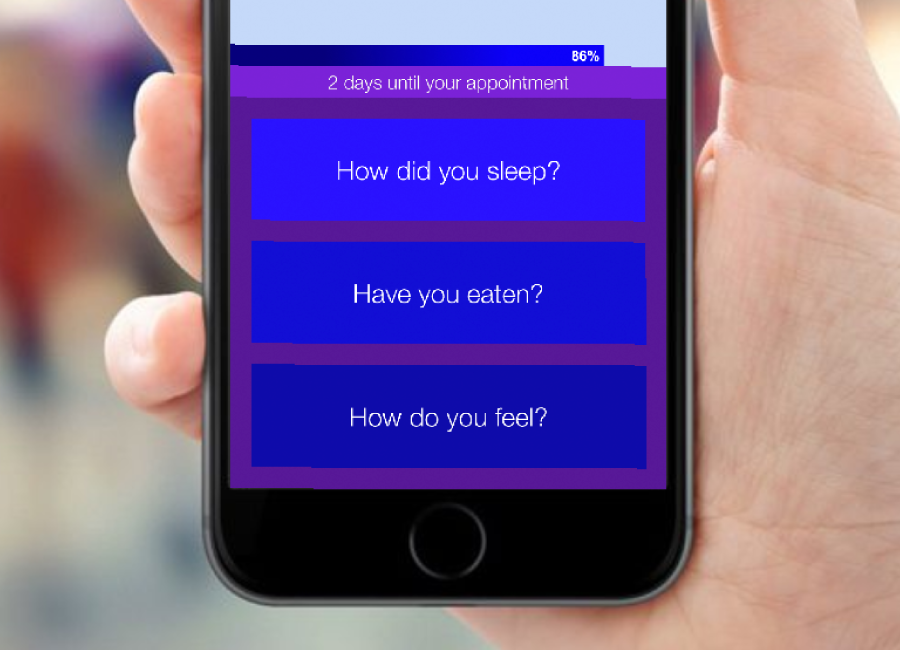 86%
2 days until your appointment
How did you sleep?
Have you eaten?
How do you feel?